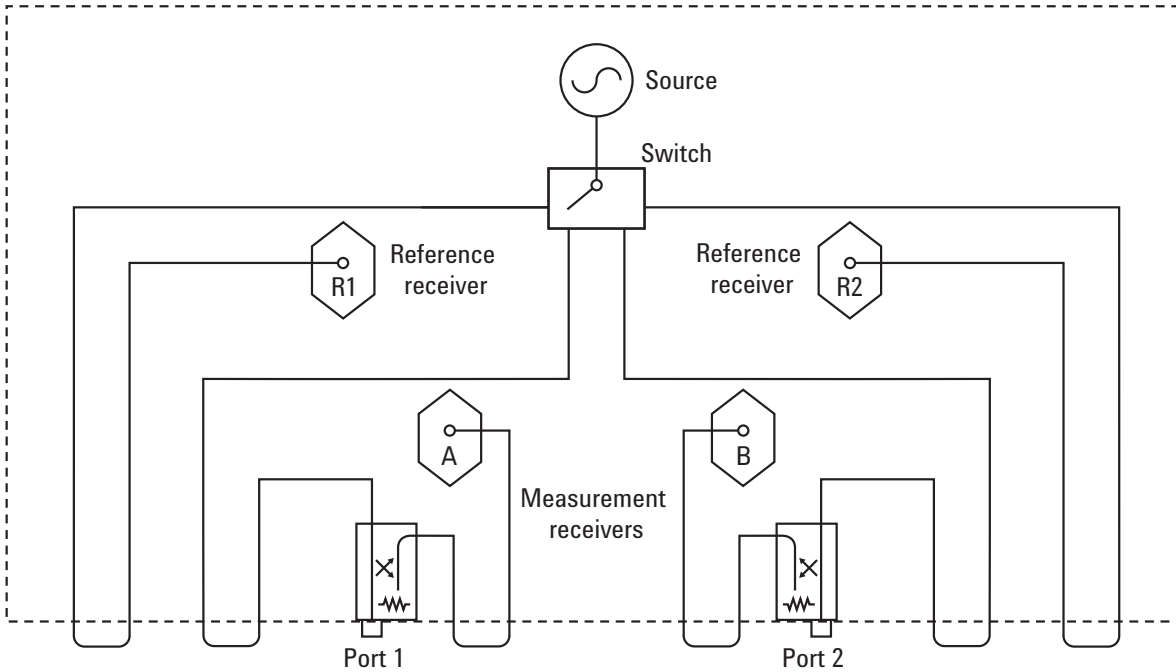 Source
Switch
Reference
receiver
R1
Reference
receiver
R2
A
B
Measurement
receivers
Port 1
Port 2